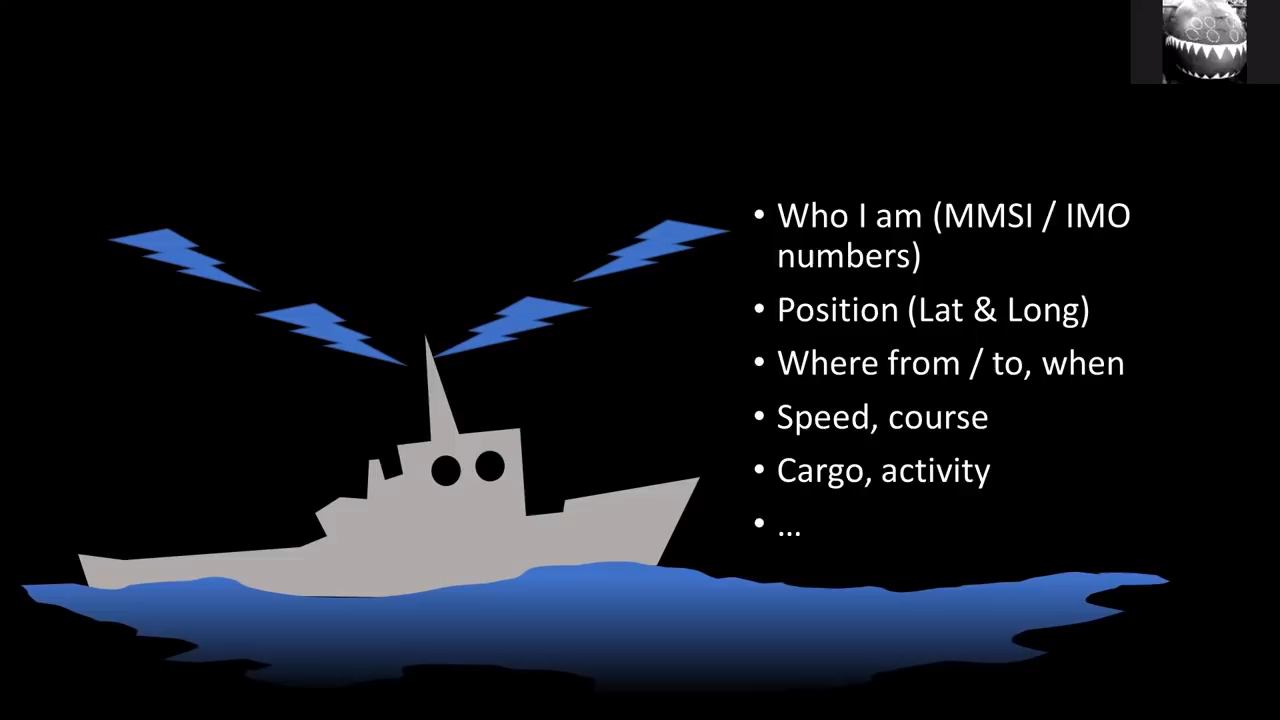 • Who I am (MMSI / IMO
numbers)
• Position (Lat & Long)
• Where from / to, when
• Speed, course
• Cargo, activity
• ...